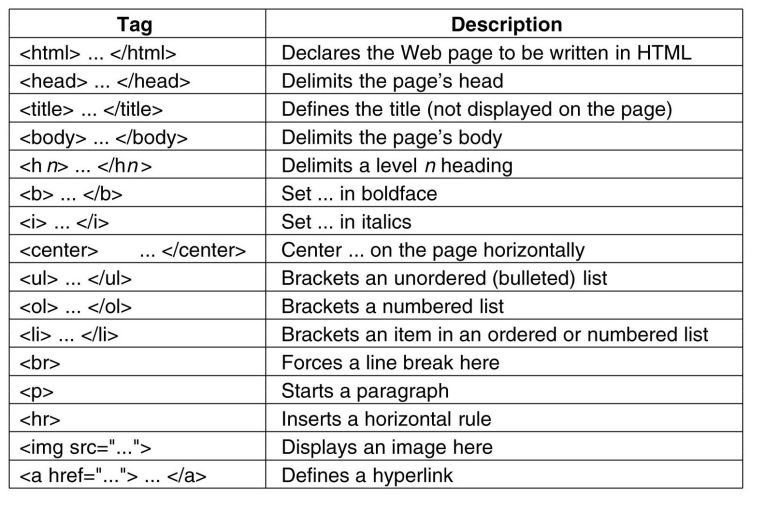 Tag Description
<html> ... </html> Declares the Web page to be written in HTML
<head> ... </head> Delimits the page's head
<title> ... </title> Defines the title (not displayed on the page)
<body> ... </body> Delimits the page's body
<h n> ... </hn> Delimits a level n heading
<b> ... </b> Set ... in boldface
<i> ... </i> Set ... in italics
<center> ... </center> Center ... on the page horizontally
<ul> ... </ul> Brackets an unordered (bulleted) list
<ol> ... </ol> Brackets a numbered list
<li> ... </li> Brackets an item in an ordered or numbered list
<br> Forces a line break here
<p> Starts a paragraph
<hr> Inserts a horizontal rule
<img src="..."> Displays an image here
<a href="..."> ... </a> Defines a hyperlink